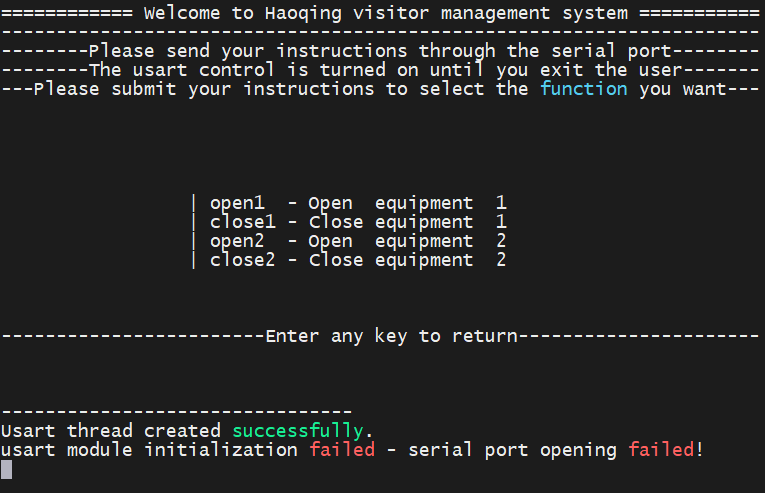 ============ Welcome to Haoqing visitor management system ===========
---------------------------------------------------------------------
--------Please send your instructions through the serial port--------
--------The usart control is turned on until you exit the user-------
---Please submit your instructions to select the function you want---
| open1  - Open  equipment  1
| close1 - Close equipment  1
| open2  - Open  equipment  2
| close2 - Close equipment  2
------------------------Enter any key to return----------------------
--------------------------------
Usart thread created successfully.
usart module initialization failed - serial port opening failed!